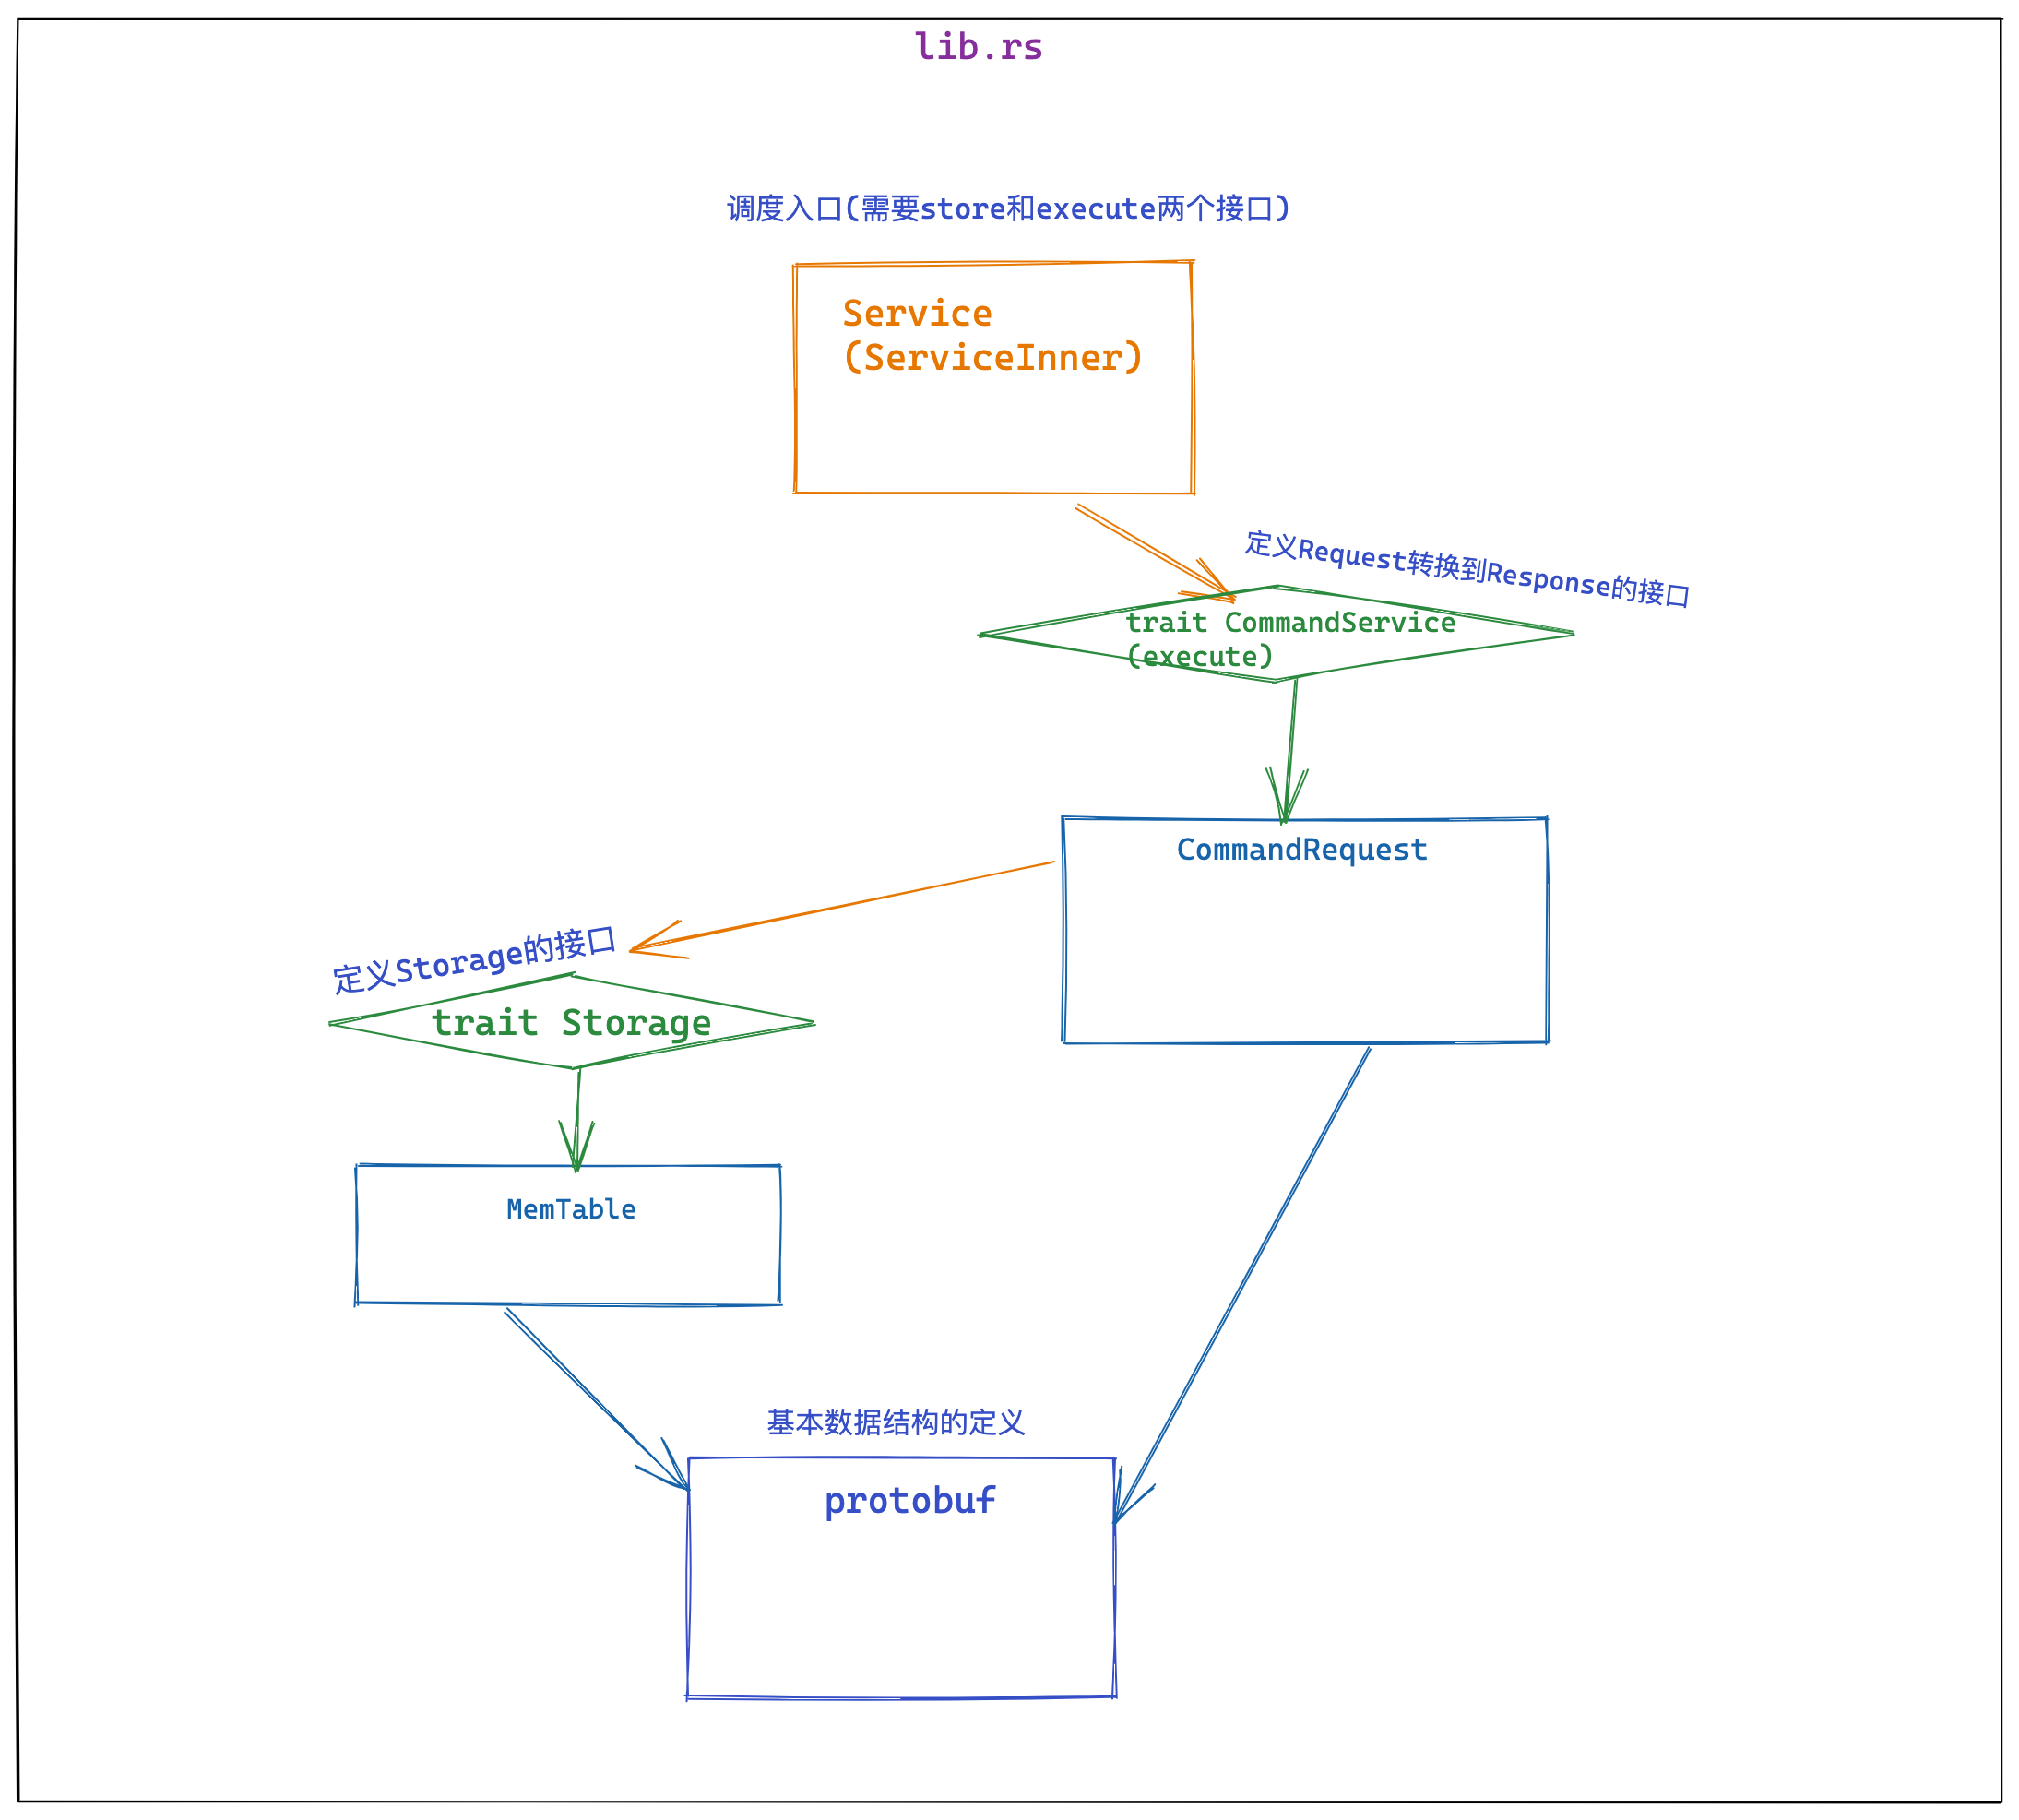 lib.rs
调度入口(需要store和execute两个接口)
Service
(ServiceInner)
定义Request转换到Response的接口
trait CommandService
(execute)
CommandRequest
定义Storage的接口
trait Storage
MemTable
基本数据结构的定义
protobuf